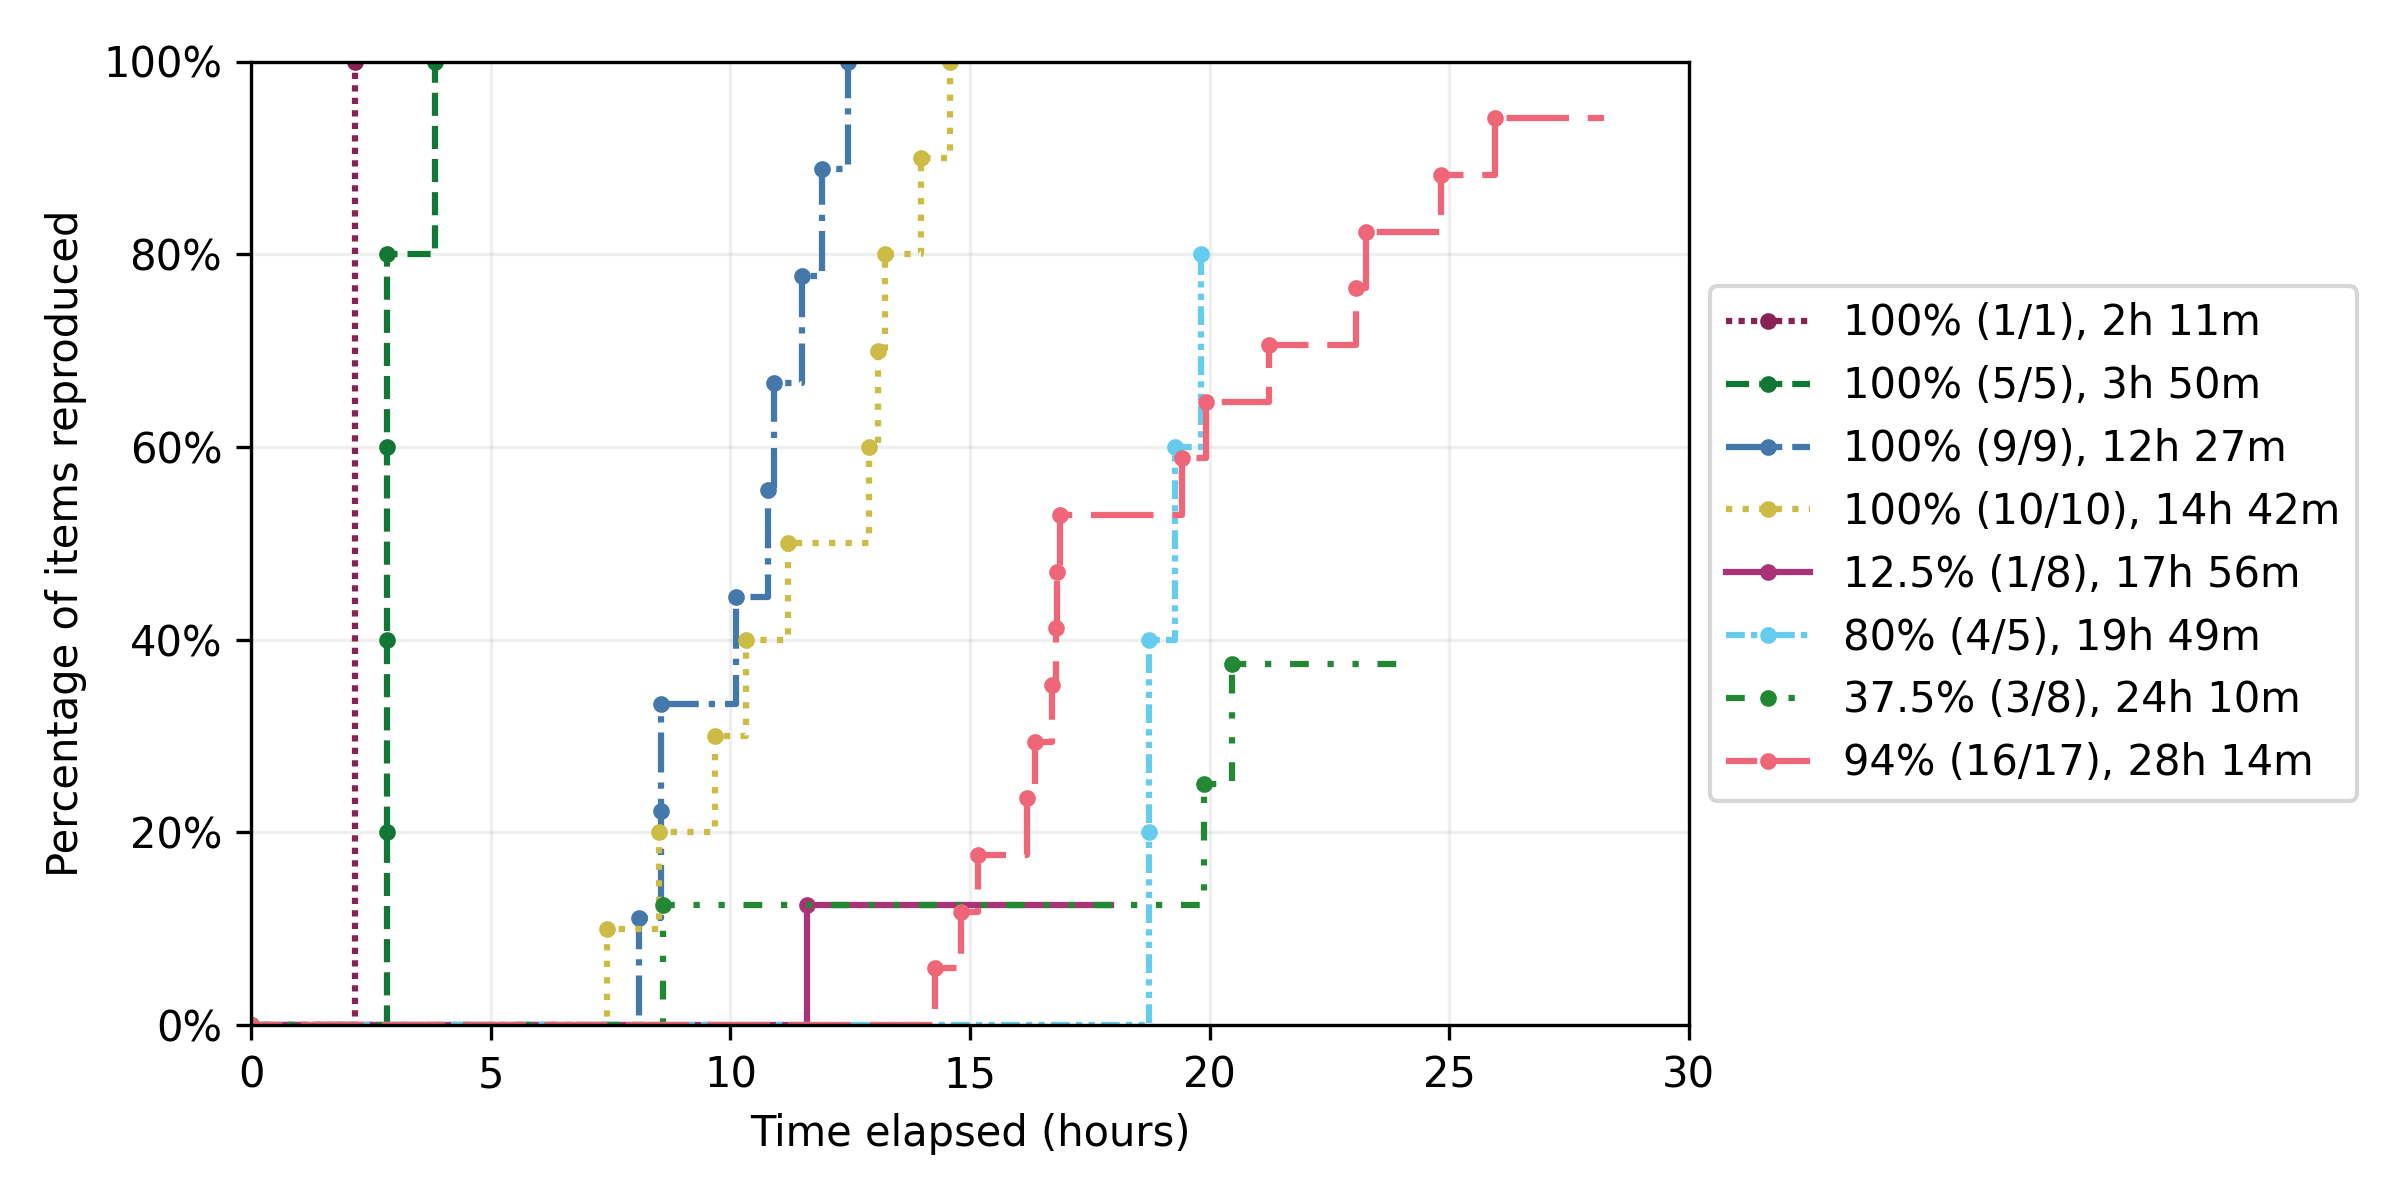 100%
80%
60%
40%
20%
0%
Percentage of items reproduced
0 5 10 15 20 25 30
Time elapsed (hours)
100% (1/1), 2h 11m
100% (5/5), 3h 50m
100% (9/9), 12h 27m
100% (10/10), 14h 42m
12.5% (1/8), 17h 56m
80% (4/5), 19h 49m
37.5% (3/8), 24h 10m
94% (16/17), 28h 14m